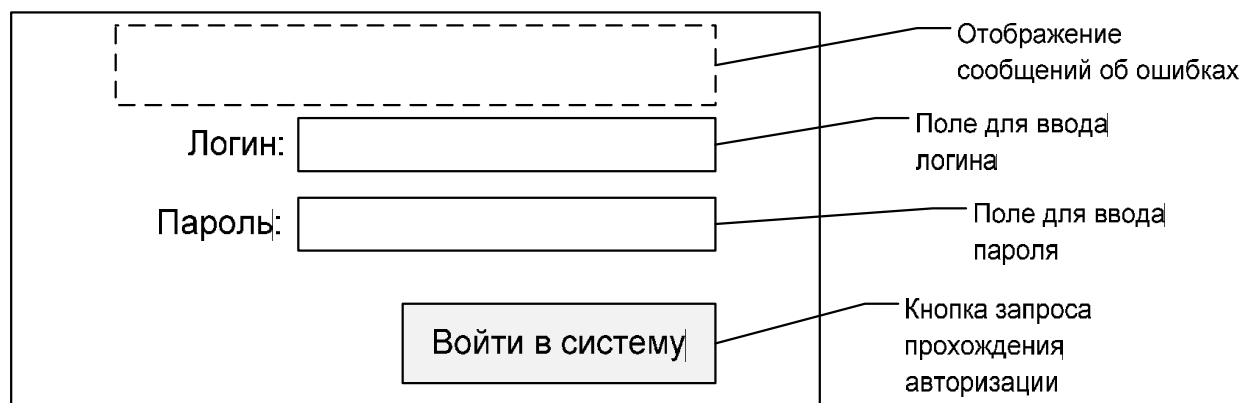 Отображение
сообщений об ошибках
Логин:
Поле для ввода
логина
Пароль:
Поле для ввода
пароля
Войти в систему
Кнопка запроса
прохождения
авторизации